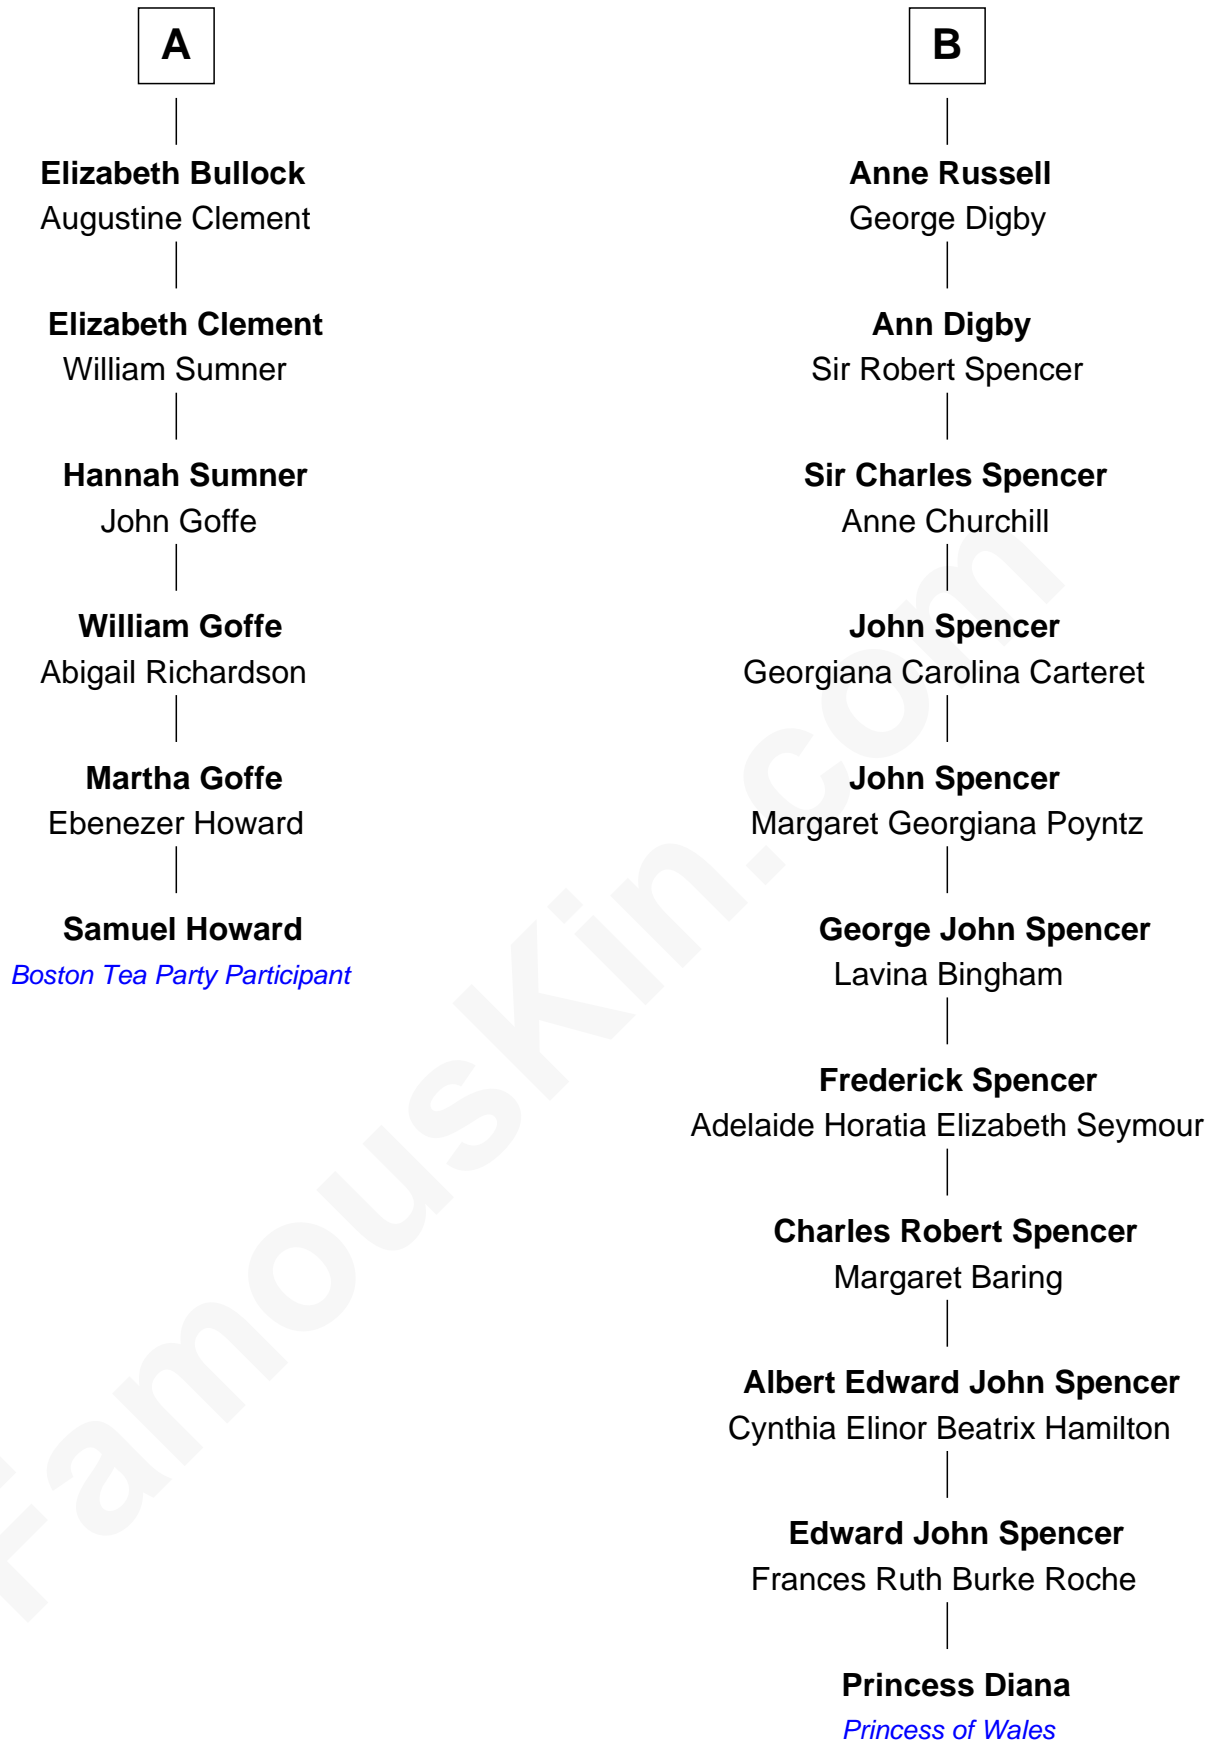 A
Elizabeth Bullock
Augustine Clement
Elizabeth Clement
William Sumner
Hannah Sumner
John Goffe
William Goffe
Abigail Richardson
Martha Goffe
Ebenezer Howard
Samuel Howard
Boston Tea Party Participant
B
Anne Russell
George Digby
Ann Digby
Sir Robert Spencer
Sir Charles Spencer
Anne Churchill
John Spencer
Georgiana Carolina Carteret
John Spencer
Margaret Georgiana Poyntz
George John Spencer
Lavina Bingham
Frederick Spencer
Adelaide Horatia Elizabeth Seymour
Charles Robert Spencer
Margaret Baring
Albert Edward John Spencer
Cynthia Elinor Beatrix Hamilton
Edward John Spencer
Frances Ruth Burke Roche
Princess Diana
Princess of Wales
FamousKin.com